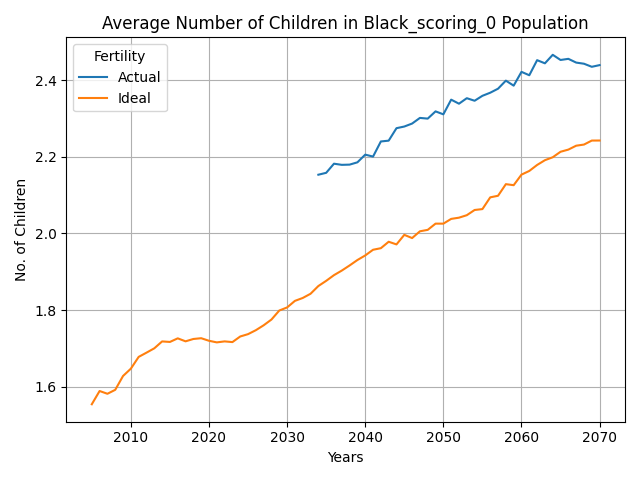 Average Number of Children in Black_scoring_0 Population
Fertility
Actual
Ideal
No. of Children
2.4
2.2
2.0
1.8
1.6
2010 2020 2030 2040 2050 2060 2070
Years